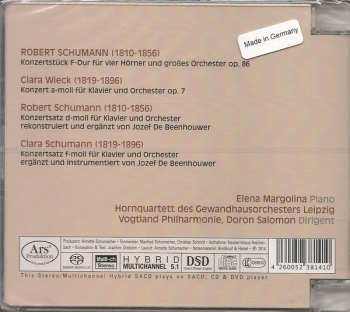 Made in Germany
ROBERT SCHUMANN (1810-1856)
Konzertstück F-Dur für vier Hörner und großes Orchester op. 86
Clara Wieck (1819-1896)
Konzert a-moll für Klavier und Orchester op. 7
Robert Schumann (1810-1856)
Konzertsatz d-moll für Klavier und Orchester
rekonstruiert und ergänzt von Jozef De Beenhouwer
Clara Schumann (1819-1896)
Konzertsatz f-moll für Klavier und Orchester
ergänzt und instrumentiert von Jozef De Beenhouwer
Elena Margolina Piano
Hornquartett des Gewandhausorchesters Leipzig
Vogtland Philharmonie, Doron Salomon Dirigent
Ars
Produktion
Multi-ch
Stereo
HYBRID
MULTICHANNEL 5.1
DSD
4 260052 381410
This Stereo/Multichannel Hybrid SACD plays on SACD, CD & DVD player